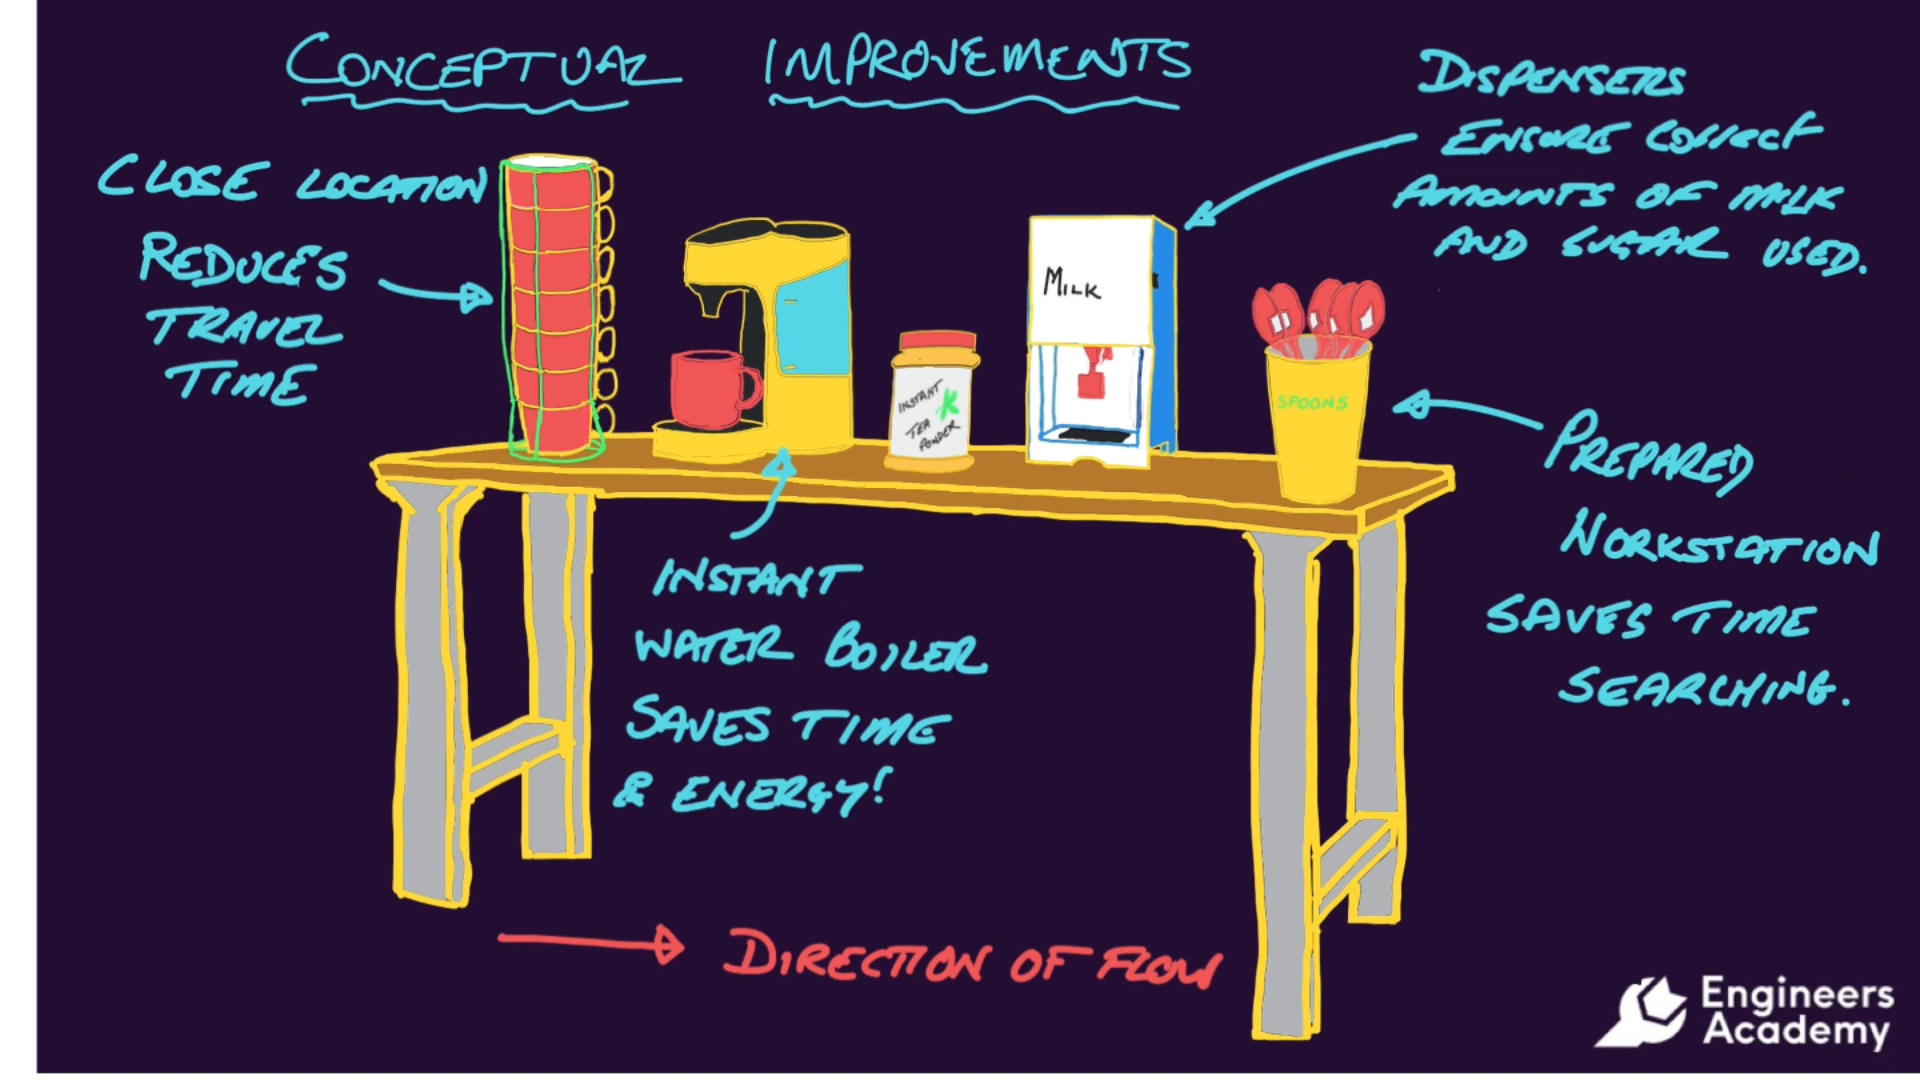 CONCEPTUAL IMPROVEMENTS
CLOSE LOCATION
REDUCES
TRAVEL
TIME
DISPENSERS
ENSURE CORRECT
AMOUNTS OF MILK
AND SUGAR USED.
MILK
INSTANT
TEA
POWDER
SPOONS
PREPARED
WORKSTATION
SAVES TIME
SEARCHING.
INSTANT
WATER BOILER
SAVES TIME
& ENERGY!
DIRECTION OF FLOW
Engineers
Academy